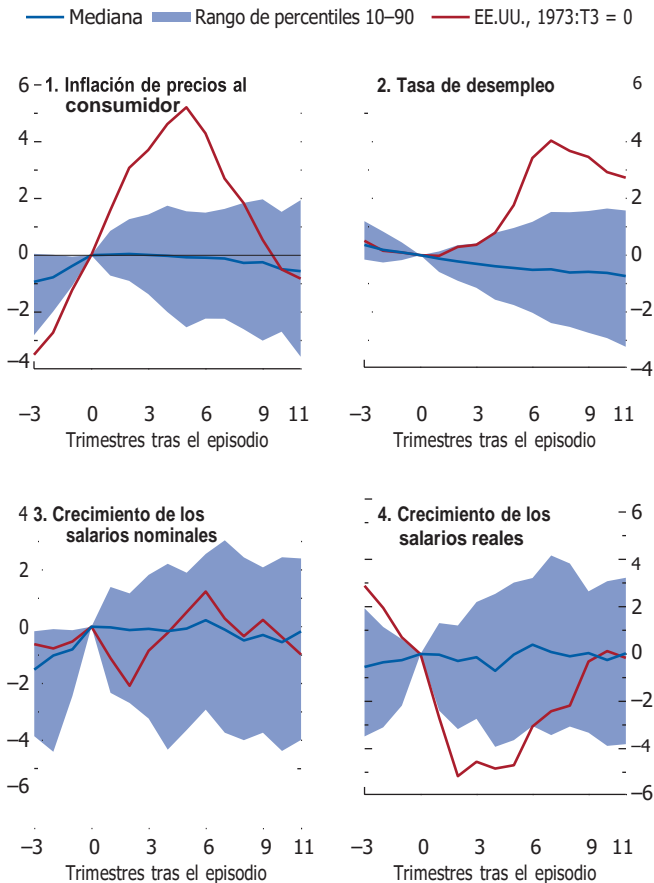 Mediana Rango de percentiles 10–90 EE.UU., 1973:T3 = 0
1. Inflación de precios al
consumidor
6
4
2
0
−2
−4
−3 0 3 6 9 11
Trimestres tras el episodio
2. Tasa de desempleo
6
4
2
0
−2
−4
−3 0 3 6 9 11
Trimestres tras el episodio
3. Crecimiento de los
salarios nominales
4
2
0
−2
−4
−6
−3 0 3 6 9 11
Trimestres tras el episodio
4. Crecimiento de los
salarios reales
6
4
2
0
−2
−4
−6
−3 0 3 6 9 11
Trimestres tras el episodio